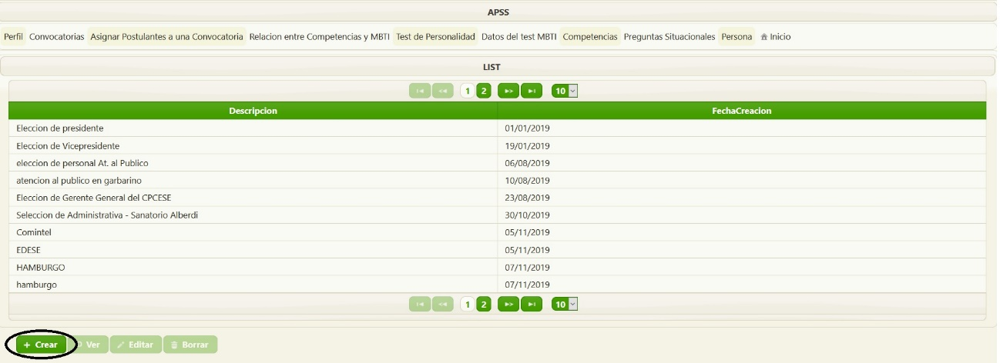 APSS
Perfil Convocatorias Asignar Postulantes a una Convocatoria Relacion entre Competencias y MBTI Test de Personalidad Datos del test MBTI Competencias Preguntas Situacionales Persona Inicio
LIST
1 2 10
Descripcion FechaCreacion
Eleccion de presidente 01/01/2019
Eleccion de Vicepresidente 19/01/2019
eleccion de personal At. al Publico 06/08/2019
atencion al publico en garbarino 10/08/2019
Eleccion de Gerente General del CPCESE 23/08/2019
Seleccion de Administrativa - Sanatorio Alberdi 30/10/2019
Comintel 05/11/2019
EDESE 05/11/2019
HAMBURGO 07/11/2019
hamburgo 07/11/2019
1 2 10
+ Crear Ver Editar Borrar